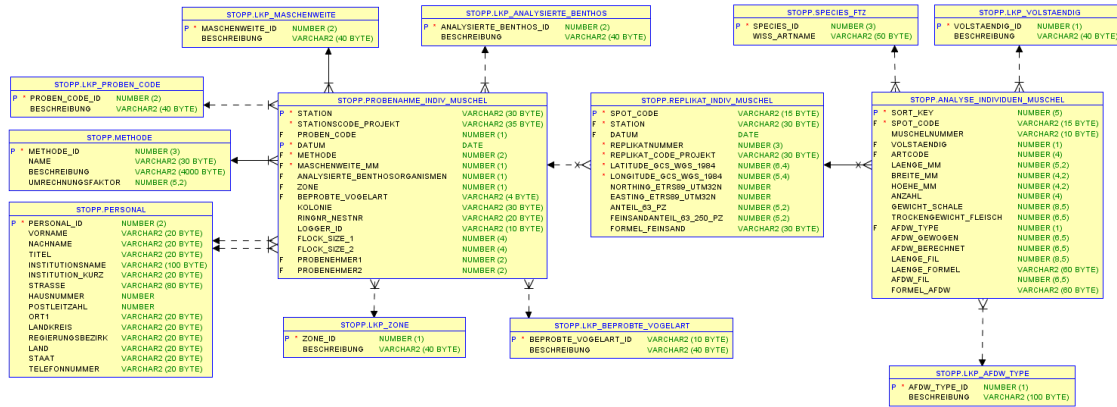 STOPP.LKP_MASCHENWEITE
P * MASCHENWEITE_ID NUMBER (2)
BESCHREIBUNG VARCHAR2 (40 BYTE)
STOPP.LKP_ANALYSIERTE_BENTHOS
P * ANALYSIERTE_BENTHOS_ID NUMBER (2)
BESCHREIBUNG VARCHAR2 (40 BYTE)
STOPP.SPECIES_FTZ
P * SPECIES_ID NUMBER (3)
WISS_ARTNAME VARCHAR2 (50 BYTE)
STOPP.LKP_VOLSTAENDIG
P * VOLSTAENDIG_ID NUMBER (1)
BESCHREIBUNG VARCHAR2 (40 BYTE)
STOPP.LKP_PROBEN_CODE
P * PROBEN_CODE_ID NUMBER (2)
BESCHREIBUNG VARCHAR2 (40 BYTE)
STOPP.METHODE
P * METHODE_ID NUMBER (3)
NAME VARCHAR2 (30 BYTE)
BESCHREIBUNG VARCHAR2 (4000 BYTE)
UMRECHNUNGSFAKTOR NUMBER (5,2)
STOPP.PERSONAL
P * PERSONAL_ID NUMBER (2)
VORNAME VARCHAR2 (20 BYTE)
NACHNAME VARCHAR2 (20 BYTE)
TITEL VARCHAR2 (20 BYTE)
INSTITUTIONSNAME VARCHAR2 (100 BYTE)
INSTITUTION_KURZ VARCHAR2 (20 BYTE)
STRASSE VARCHAR2 (80 BYTE)
HAUSNUMMER NUMBER
POSTLEITZAHL NUMBER
ORT1 VARCHAR2 (20 BYTE)
LANDKREIS VARCHAR2 (20 BYTE)
REGIERUNGSBEZIRK VARCHAR2 (20 BYTE)
LAND VARCHAR2 (20 BYTE)
STAAT VARCHAR2 (20 BYTE)
TELEFONNUMMER VARCHAR2 (20 BYTE)
STOPP.PROBENAHME_INDIV_MUSCHEL
P * STATION VARCHAR2 (30 BYTE)
* STATIONSCODE_PROJEKT VARCHAR2 (35 BYTE)
F PROBEN_CODE NUMBER (1)
P * DATUM DATE
F * METHODE NUMBER (2)
F * MASCHENWEITE_MM NUMBER (1)
F ANALYSIERTE_BENTHOSORGANISMEN NUMBER (1)
F ZONE NUMBER (1)
F BEPROBTE_VOGELART VARCHAR2 (4 BYTE)
KOLONIE VARCHAR2 (30 BYTE)
RINGNR_NESTNR VARCHAR2 (20 BYTE)
LOGGER_ID VARCHAR2 (10 BYTE)
FLOCK_SIZE_1 NUMBER (4)
FLOCK_SIZE_2 NUMBER (4)
F PROBENEHMER1 NUMBER (2)
F PROBENEHMER2 NUMBER (2)
STOPP.REPLIKAT_INDIV_MUSCHEL
P * SPOT_CODE VARCHAR2 (15 BYTE)
F * STATION VARCHAR2 (30 BYTE)
F DATUM DATE
* REPLIKATNUMMER NUMBER (3)
* REPLIKAT_CODE_PROJEKT VARCHAR2 (30 BYTE)
* LATITUDE_GCS_WGS_1984 NUMBER (6,4)
* LONGITUDE_GCS_WGS_1984 NUMBER (5,4)
NORTHING_ETRS89_UTM32N NUMBER
EASTING_ETRS89_UTM32N NUMBER
ANTEIL_63_PZ NUMBER (5,2)
FEINSANDANTEIL_63_250_PZ NUMBER (5,2)
FORMEL_FEINSAND VARCHAR2 (30 BYTE)
STOPP.ANALYSE_INDIVIDUEN_MUSCHEL
P * SORT_KEY NUMBER (5)
F * SPOT_CODE VARCHAR2 (15 BYTE)
MUSCHELNUMMER VARCHAR2 (10 BYTE)
F VOLSTAENDIG NUMBER (1)
F ARTCODE NUMBER (4)
LAENGE_MM NUMBER (5,2)
BREITE_MM NUMBER (4,2)
HOEHE_MM NUMBER (4,2)
ANZAHL NUMBER (4)
GEWICHT_SCHALE NUMBER (8,5)
TROCKENGEWICHT_FLEISCH NUMBER (6,5)
F AFDW_TYPE NUMBER (1)
AFDW_GEWOGEN NUMBER (6,5)
AFDW_BERECHNET NUMBER (6,5)
LAENGE_FIL NUMBER (8,5)
LAENGE_FORMEL VARCHAR2 (60 BYTE)
AFDW_FIL NUMBER (6,5)
FORMEL_AFDW VARCHAR2 (60 BYTE)
STOPP.LKP_ZONE
P * ZONE_ID NUMBER (1)
BESCHREIBUNG VARCHAR2 (40 BYTE)
STOPP.LKP_BEPROBTE_VOGELART
P * BEPROBTE_VOGELART_ID VARCHAR2 (10 BYTE)
BESCHREIBUNG VARCHAR2 (40 BYTE)
STOPP.LKP_AFDW_TYPE
P * AFDW_TYPE_ID NUMBER (1)
BESCHREIBUNG VARCHAR2 (100 BYTE)